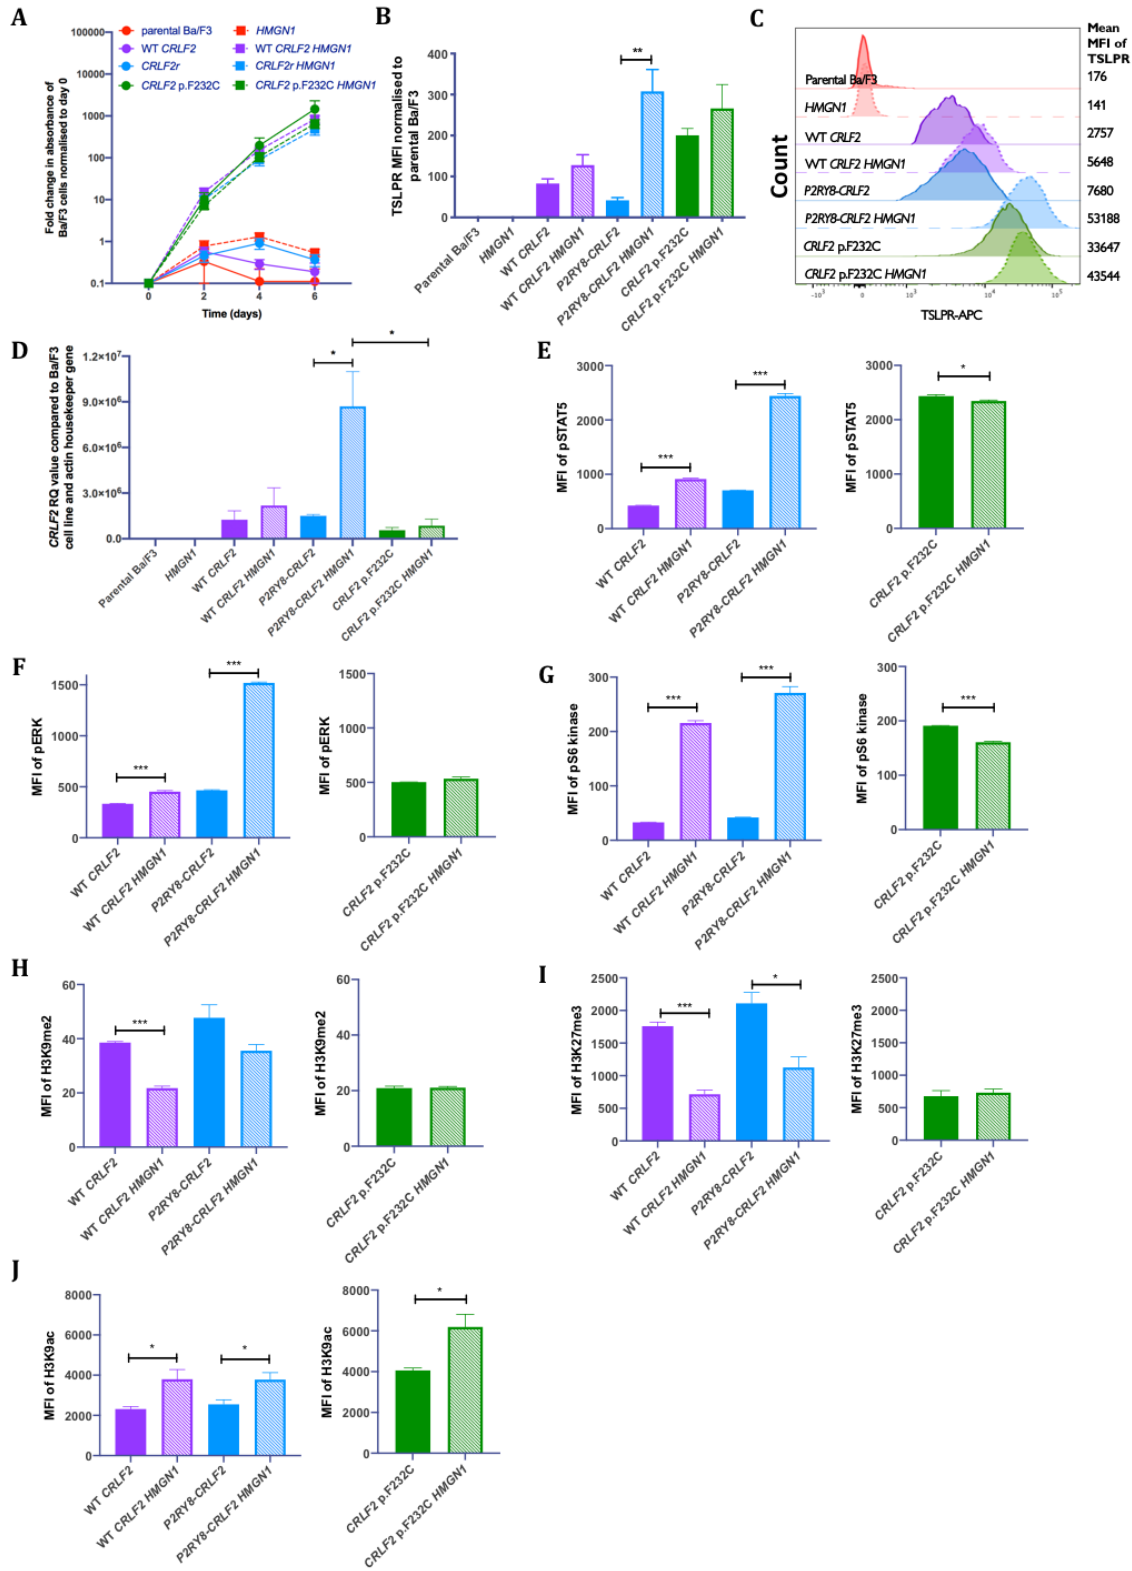 A
Fold change in absorbance of
Ba/F3 cells normalised to day 0
100000
10000
1000
100
10
1
0.1
0
2
4
6
Time (days)
parental Ba/F3
HMGN1
WT CRLF2
WT CRLF2 HMGN1
CRLF2r
CRLF2r HMGN1
CRLF2 p.F232C
CRLF2 p.F232C HMGN1
B
TSLPR MFI normalised to
parental Ba/F3
400
300
200
100
0
**
Parental Ba/F3
HMGN1
WT CRLF2
WT CRLF2 HMGN1
P2RY8-CRLF2
P2RY8-CRLF2 HMGN1
CRLF2 p.F232C
CRLF2 p.F232C HMGN1
C
Count
Mean
MFI of
TSLPR
Parental Ba/F3
176
HMGN1
141
WT CRLF2
2757
WT CRLF2 HMGN1
5648
P2RY8-CRLF2
7680
P2RY8-CRLF2 HMGN1
53188
CRLF2 p.F232C
33647
CRLF2 p.F232C HMGN1
43544
-10³
0
10³
10⁴
10⁵
TSLPR-APC
D
CRLF2 RQ value compared to Ba/F3
cell line and actin housekeeper gene
1.2×10⁷
9.0×10⁶
6.0×10⁶
3.0×10⁶
0.0
*
*
Parental Ba/F3
HMGN1
WT CRLF2
WT CRLF2 HMGN1
P2RY8-CRLF2
P2RY8-CRLF2 HMGN1
CRLF2 p.F232C
CRLF2 p.F232C HMGN1
E
MFI of pSTAT5
3000
2000
1000
0
***
***
WT CRLF2
WT CRLF2 HMGN1
P2RY8-CRLF2
P2RY8-CRLF2 HMGN1
MFI of pSTAT5
3000
2000
1000
0
*
CRLF2 p.F232C
CRLF2 p.F232C HMGN1
F
MFI of pERK
1500
1000
500
0
***
***
WT CRLF2
WT CRLF2 HMGN1
P2RY8-CRLF2
P2RY8-CRLF2 HMGN1
MFI of pERK
1500
1000
500
0
CRLF2 p.F232C
CRLF2 p.F232C HMGN1
G
MFI of pS6 kinase
300
200
100
0
***
***
WT CRLF2
WT CRLF2 HMGN1
P2RY8-CRLF2
P2RY8-CRLF2 HMGN1
MFI of pS6 kinase
300
200
100
0
***
CRLF2 p.F232C
CRLF2 p.F232C HMGN1
H
MFI of H3K9me2
60
40
20
0
***
WT CRLF2
WT CRLF2 HMGN1
P2RY8-CRLF2
P2RY8-CRLF2 HMGN1
MFI of H3K9me2
60
40
20
0
CRLF2 p.F232C
CRLF2 p.F232C HMGN1
I
MFI of H3K27me3
2500
2000
1500
1000
500
0
***
*
WT CRLF2
WT CRLF2 HMGN1
P2RY8-CRLF2
P2RY8-CRLF2 HMGN1
MFI of H3K27me3
2500
2000
1500
1000
500
0
CRLF2 p.F232C
CRLF2 p.F232C HMGN1
J
MFI of H3K9ac
8000
6000
4000
2000
0
*
*
WT CRLF2
WT CRLF2 HMGN1
P2RY8-CRLF2
P2RY8-CRLF2 HMGN1
MFI of H3K9ac
8000
6000
4000
2000
0
*
CRLF2 p.F232C
CRLF2 p.F232C HMGN1